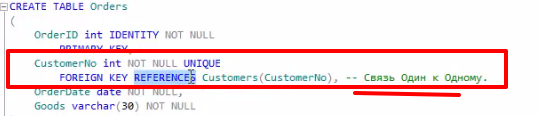 CREATE TABLE Orders
(
OrderID int IDENTITY NOT NULL
PRIMARY KEY,
CustomerNo int NOT NULL UNIQUE
FOREIGN KEY REFERENCES Customers(CustomerNo), -- Связь Один к Одному.
OrderDate date NOT NULL,
Goods varchar(30) NOT NULL